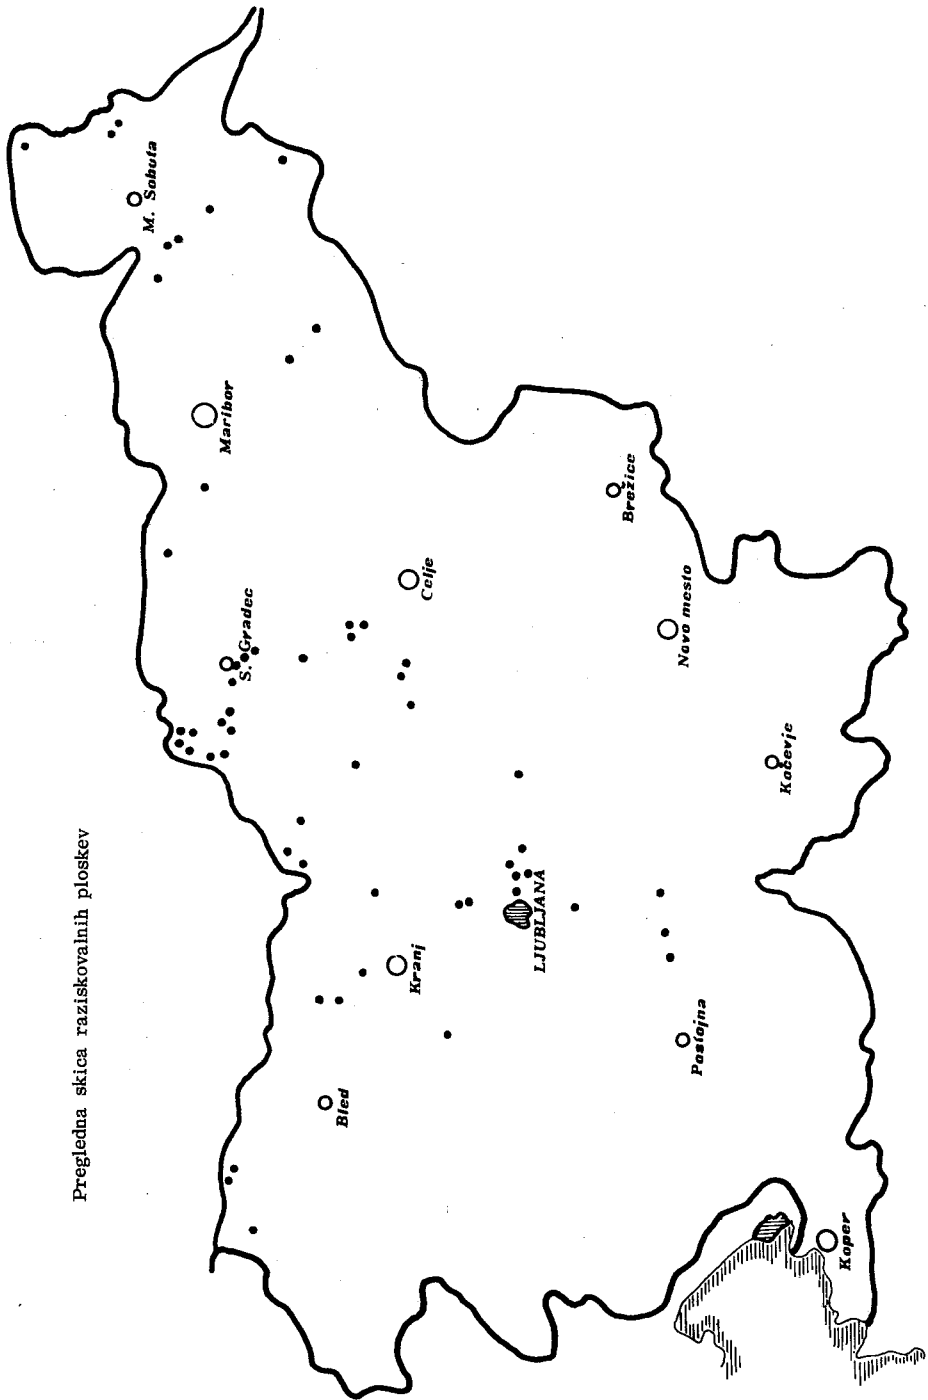 Pregledna skica raziskovalnih ploskev
M. Sobota
Maribor
S. Gradec
Celje
Brežice
Novo mesto
Kočevje
Kranj
LJUBLJANA
Bled
Postojna
Koper